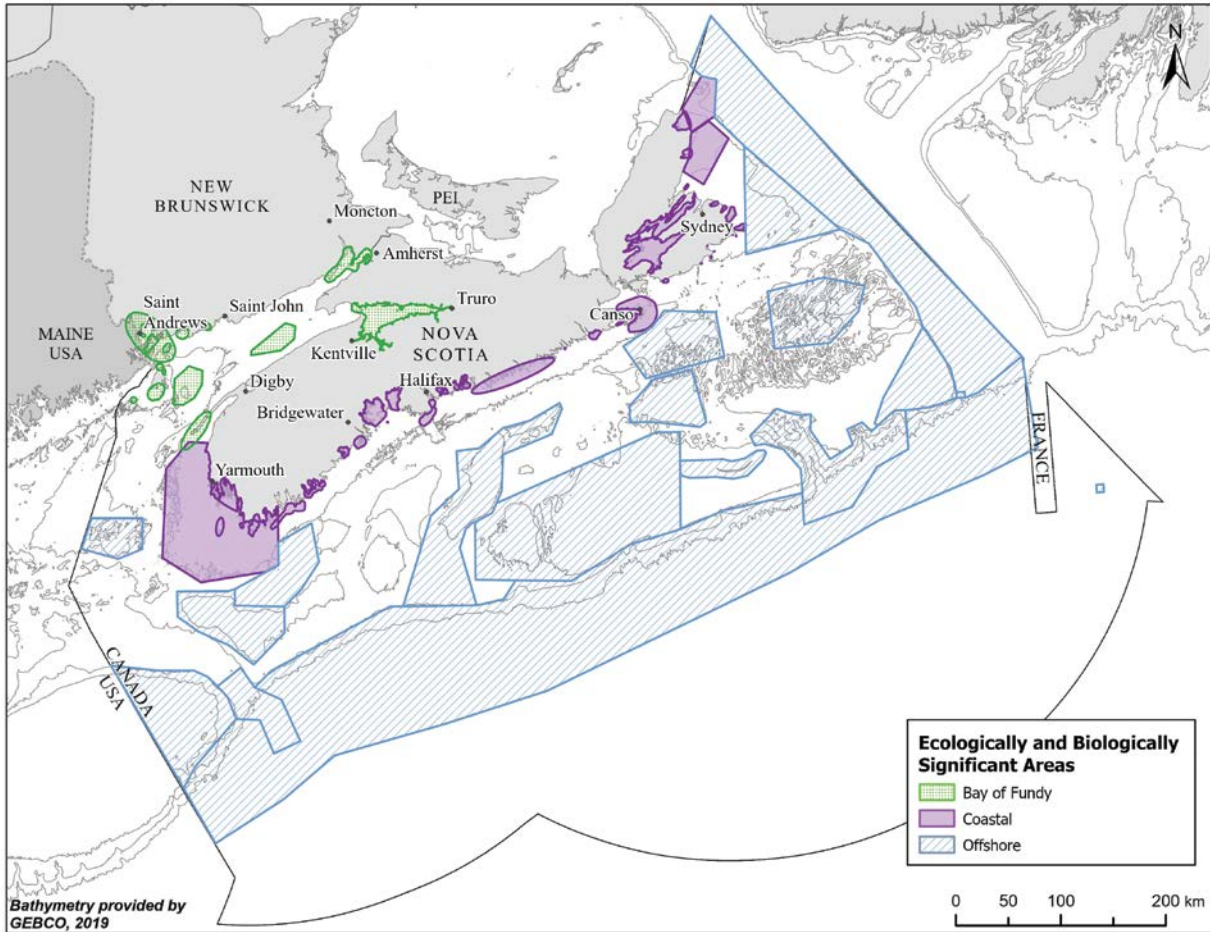 N
NEW
BRUNSWICK
Moncton
PEI
Amherst
Sydney
Saint
Andrews
Saint John
Truro
Canso
MAINE
USA
Kentville
NOVA
SCOTIA
Digby
Halifax
Bridgewater
Yarmouth
FRANCE
CANADA
USA
Ecologically and Biologically
Significant Areas
Bay of Fundy
Coastal
Offshore
Bathymetry provided by
GEBCO, 2019
0 50 100 200 km